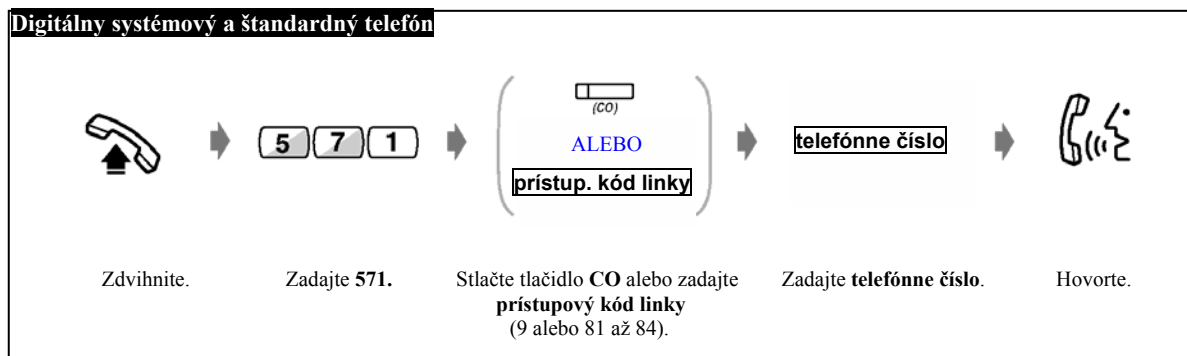 Digitálny systémový a štandardný telefón
(CO)
5 7 1
ALEBO
telefónne číslo
prístup. kód linky
Zdvihnite.
Zadajte 571.
Stlačte tlačidlo CO alebo zadajte
prístupový kód linky
(9 alebo 81 až 84).
Zadajte telefónne číslo.
Hovorte.